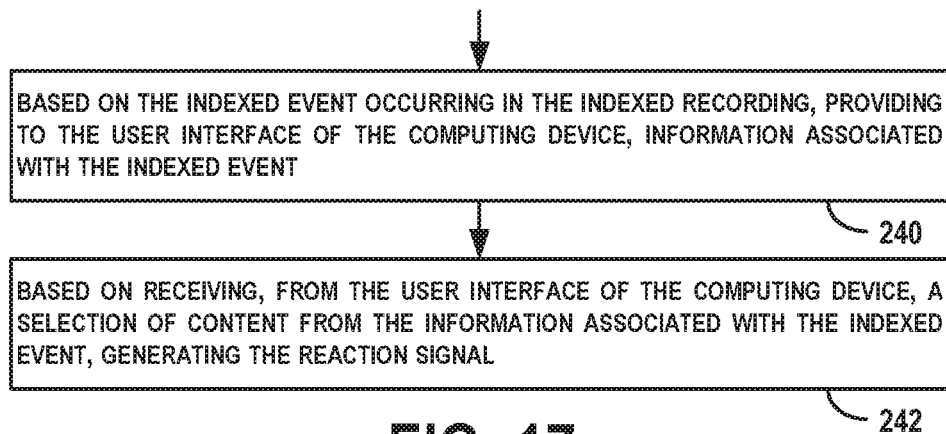 BASED ON THE INDEXED EVENT OCCURRING IN THE INDEXED RECORDING, PROVIDING
TO THE USER INTERFACE OF THE COMPUTING DEVICE, INFORMATION ASSOCIATED
WITH THE INDEXED EVENT
240
BASED ON RECEIVING, FROM THE USER INTERFACE OF THE COMPUTING DEVICE, A
SELECTION OF CONTENT FROM THE INFORMATION ASSOCIATED WITH THE INDEXED
EVENT, GENERATING THE REACTION SIGNAL
242
FIG. 17